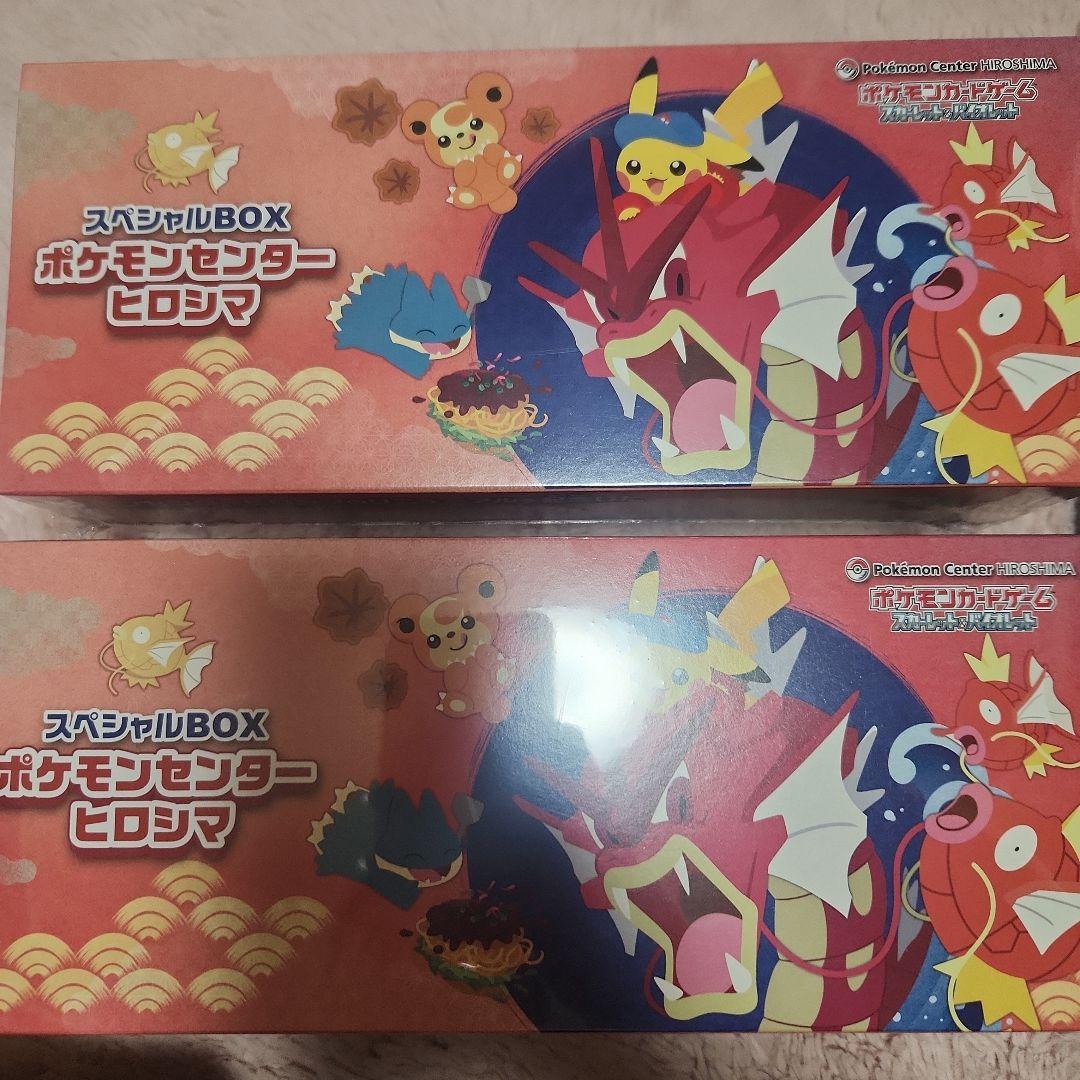 Pokémon Center HIROSHIMA
ポケモンカードゲーム
スカーレット&バイオレット
スペシャルBOX
ポケモンセンター
ヒロシマ
Pokémon Center HIROSHIMA
ポケモンカードゲーム
スカーレット&バイオレット
スペシャルBOX
ポケモンセンター
ヒロシマ